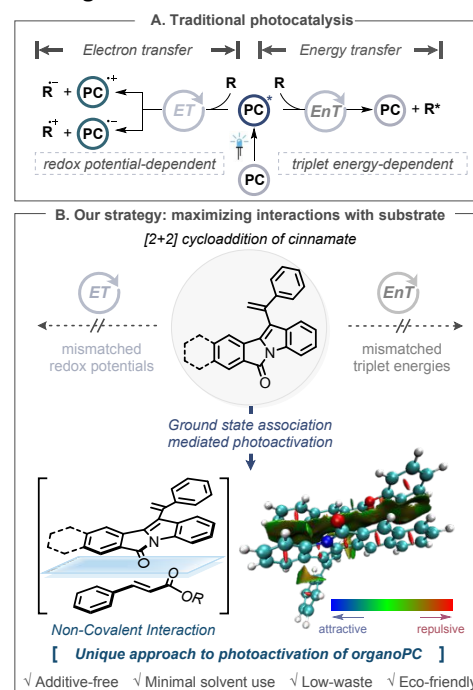 A. Traditional photocatalysis
Electron transfer
Energy transfer
R·− + PC·+
R·+ + PC·−
ET
R
PC*
R
EnT
PC + R*
redox potential-dependent
triplet energy-dependent
PC
B. Our strategy: maximizing interactions with substrate
[2+2] cycloaddition of cinnamate
ET
EnT
mismatched
redox potentials
mismatched
triplet energies
N
O
Ground state association
mediated photoactivation
N
O
O
OR
Non-Covalent Interaction
attractive
repulsive
[ Unique approach to photoactivation of organoPC ]
√ Additive-free √ Minimal solvent use √ Low-waste √ Eco-friendly